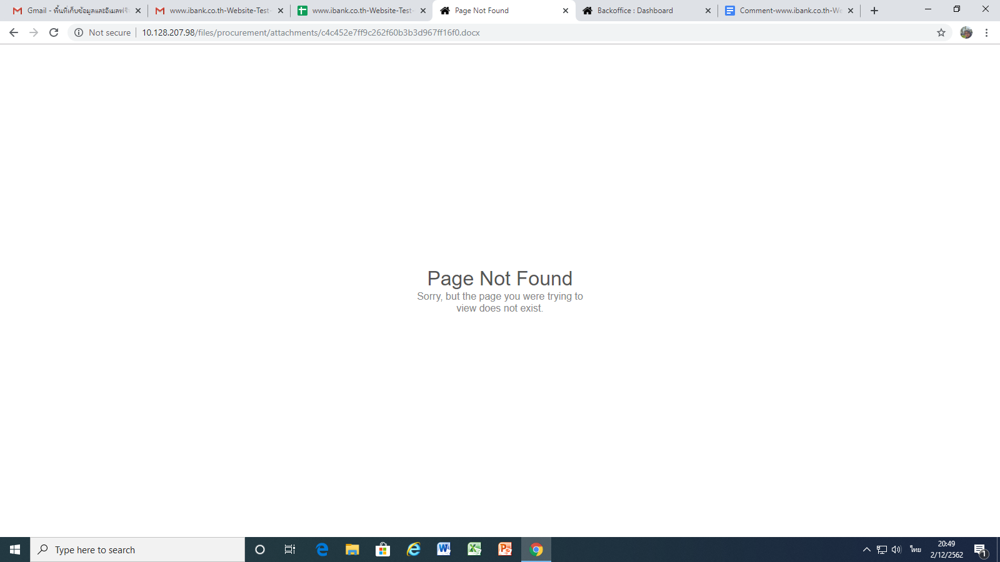 Gmail - พื้นที่เก็บข้อมูลและอีเมลฟรี
www.ibank.co.th-Website-Test-
www.ibank.co.th-Website-Test-
Page Not Found
Backoffice : Dashboard
Comment-www.ibank.co.th-We
Not secure
10.128.207.98/files/procurement/attachments/c4c452e7ff9c262f60b3b3d967ff16f0.docx
Page Not Found
Sorry, but the page you were trying to
view does not exist.
Type here to search
ไทย
20:49
2/12/2562
1